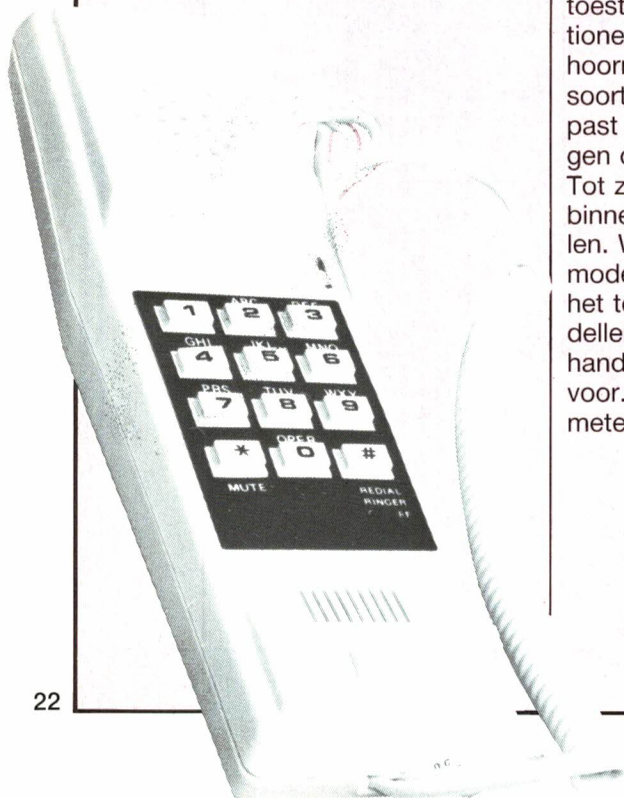 toest
tione
hoorn
soort
past
gen o
Tot z
binne
len. V
mode
het te
delle
hand
voor.
mete
1 ABC 2 DEF 3
GHI 4 JKL 5 MNO 6
PRS 7 TUV 8 WXY 9
* OPER 0 #
MUTE REDIAL
RINGER
FF
22